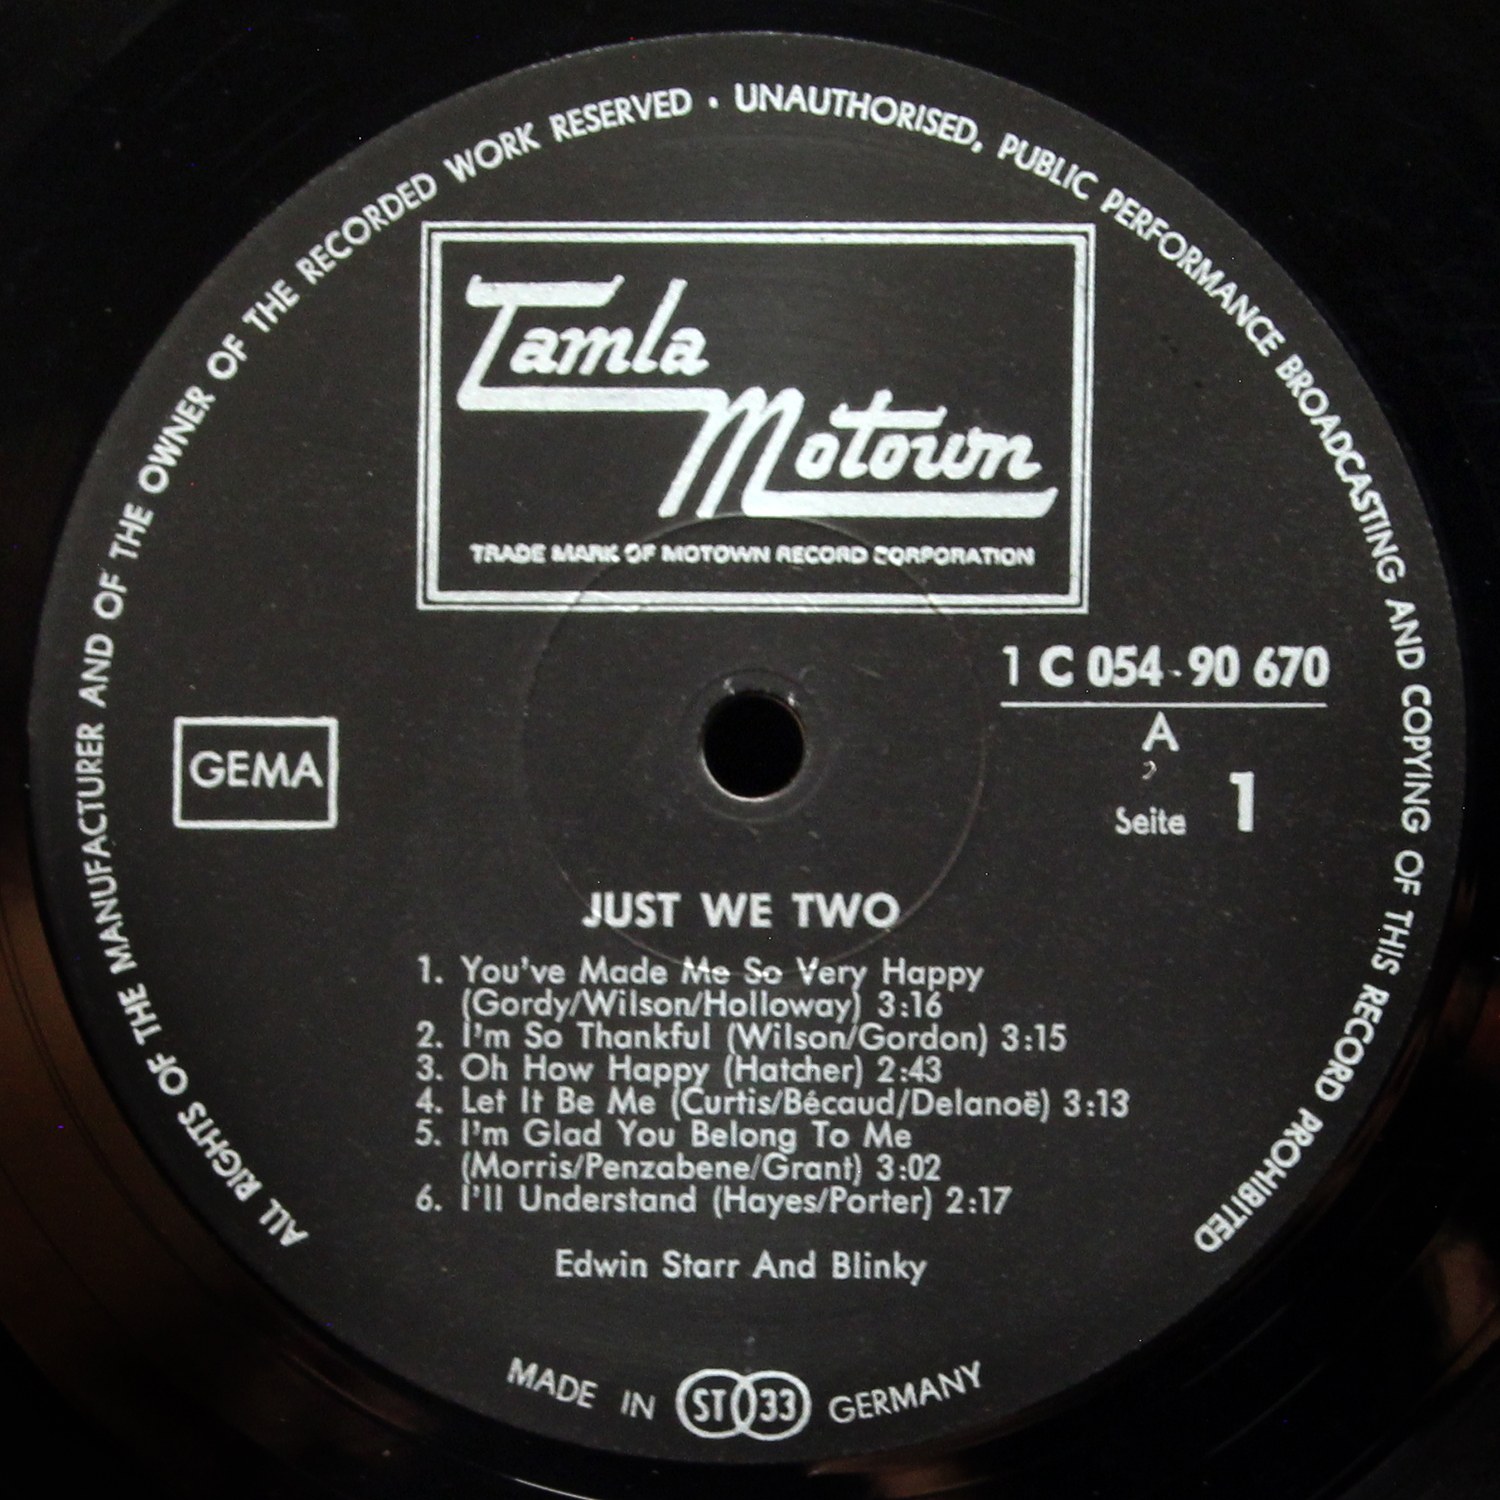 ALL RIGHTS OF THE MANUFACTURER AND OF THE OWNER OF THE RECORDED WORK RESERVED · UNAUTHORISED, PUBLIC PERFORMANCE BROADCASTING AND COPYING OF THIS RECORD PROHIBITED
Tamla
Motown
TRADE MARK OF MOTOWN RECORD CORPORATION
1 C 054-90 670
A
GEMA
Seite 1
JUST WE TWO
1. You've Made Me So Very Happy
(Gordy/Wilson/Holloway) 3:16
2. I'm So Thankful (Wilson/Gordon) 3:15
3. Oh How Happy (Hatcher) 2:43
4. Let It Be Me (Curtis/Bécaud/Delanoë) 3:13
5. I'm Glad You Belong To Me
(Morris/Penzabene/Grant) 3:02
6. I'll Understand (Hayes/Porter) 2:17
Edwin Starr And Blinky
MADE IN ST 33 GERMANY